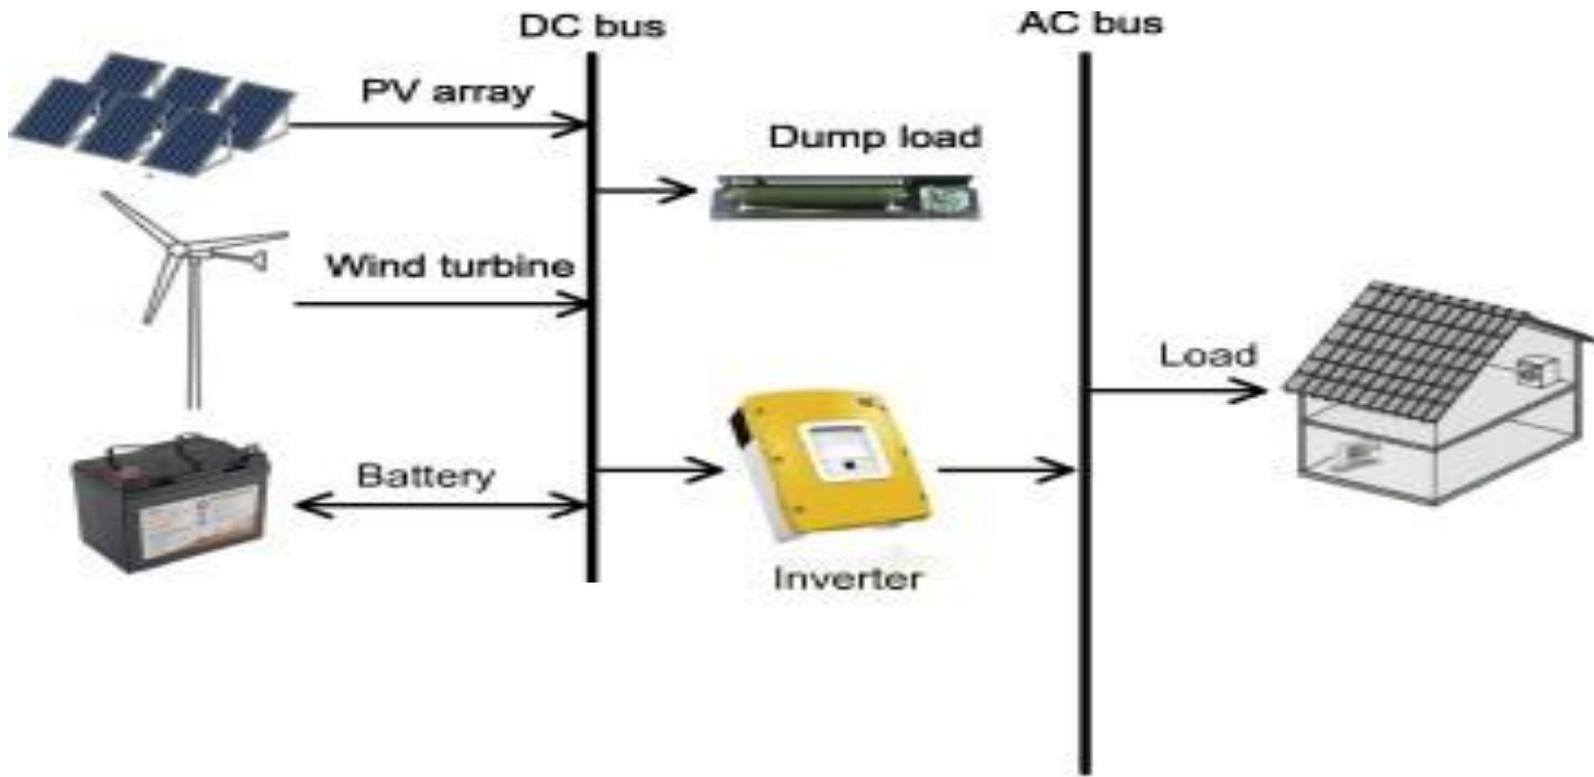 DC bus
AC bus
PV array
Dump load
Wind turbine
Load
Battery
Inverter